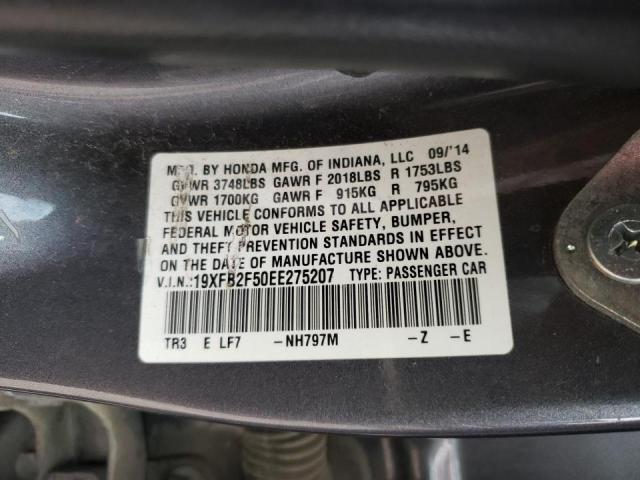 MFD. BY HONDA MFG. OF INDIANA, LLC 09/'14
GVWR 3748LBS GAWR F 2018LBS R 1753LBS
GVWR 1700KG GAWR F 915KG R 795KG
THIS VEHICLE CONFORMS TO ALL APPLICABLE
FEDERAL MOTOR VEHICLE SAFETY, BUMPER,
AND THEFT PREVENTION STANDARDS IN EFFECT
ON THE DATE OF MANUFACTURE SHOWN ABOVE.
V.I.N.:19XFB2F50EE275207 TYPE: PASSENGER CAR
TR3 E LF7 -NH797M -Z -E